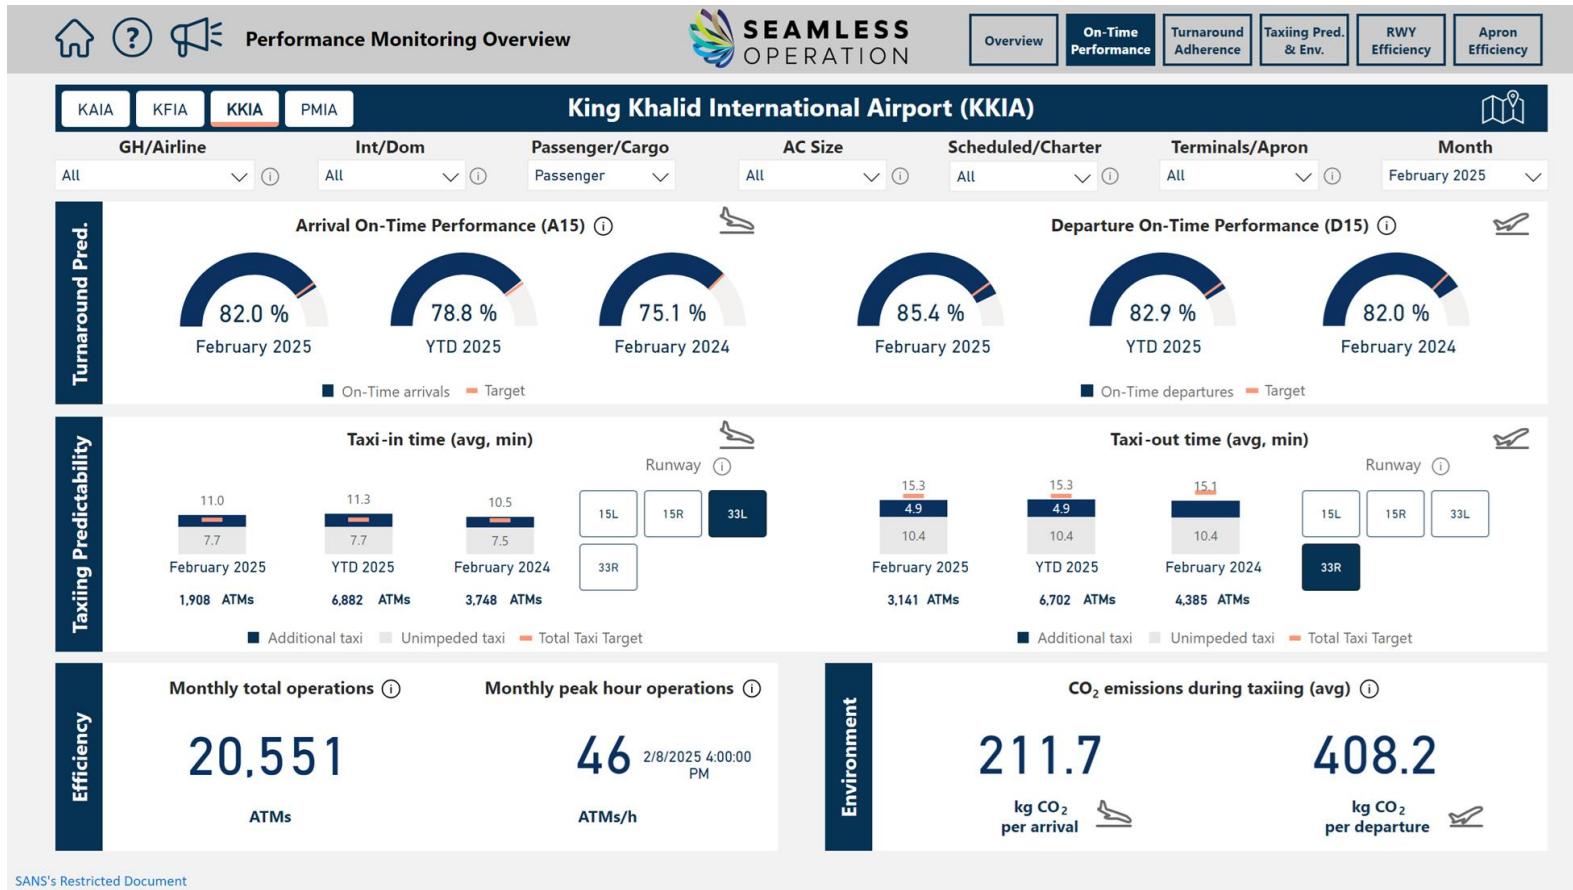 Performance Monitoring Overview
SEAMLESS
OPERATION
Overview
On-Time
Performance
Turnaround
Adherence
Taxiing Pred.
& Env.
RWY
Efficiency
Apron
Efficiency
KAIA
KFIA
KKIA
PMIA
King Khalid International Airport (KKIA)
GH/Airline
Int/Dom
Passenger/Cargo
AC Size
Scheduled/Charter
Terminals/Apron
Month
All
All
Passenger
All
All
All
February 2025
Turnaround Pred.
Arrival On-Time Performance (A15)
82.0 %
February 2025
78.8 %
YTD 2025
75.1 %
February 2024
On-Time arrivals
Target
Departure On-Time Performance (D15)
85.4 %
February 2025
82.9 %
YTD 2025
82.0 %
February 2024
On-Time departures
Target
Taxiing Predictability
Taxi-in time (avg, min)
Runway
11.0
7.7
February 2025
1,908 ATMs
11.3
7.7
YTD 2025
6,882 ATMs
10.5
7.5
February 2024
3,748 ATMs
15L
15R
33L
33R
Additional taxi
Unimpeded taxi
Total Taxi Target
Taxi-out time (avg, min)
Runway
15.3
4.9
10.4
February 2025
3,141 ATMs
15.3
4.9
10.4
YTD 2025
6,702 ATMs
15.1
10.4
February 2024
4,385 ATMs
15L
15R
33L
33R
Additional taxi
Unimpeded taxi
Total Taxi Target
Efficiency
Monthly total operations
20,551
ATMs
Monthly peak hour operations
46
2/8/2025 4:00:00
PM
ATMs/h
Environment
CO₂ emissions during taxiing (avg)
211.7
kg CO₂
per arrival
408.2
kg CO₂
per departure
SANS's Restricted Document